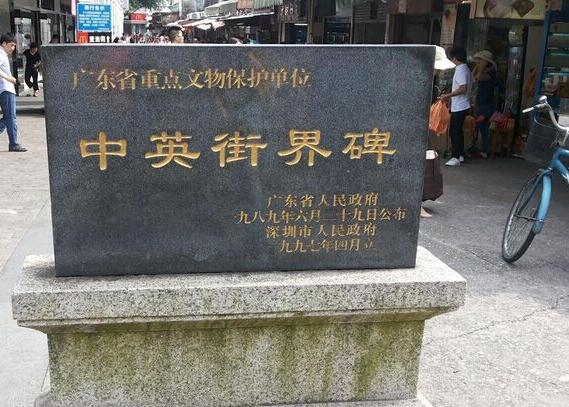 广东省重点文物保护单位
中英街界碑
广东省人民政府
一九八九年六月二十九日公布
深圳市人民政府
一九九七年四月立